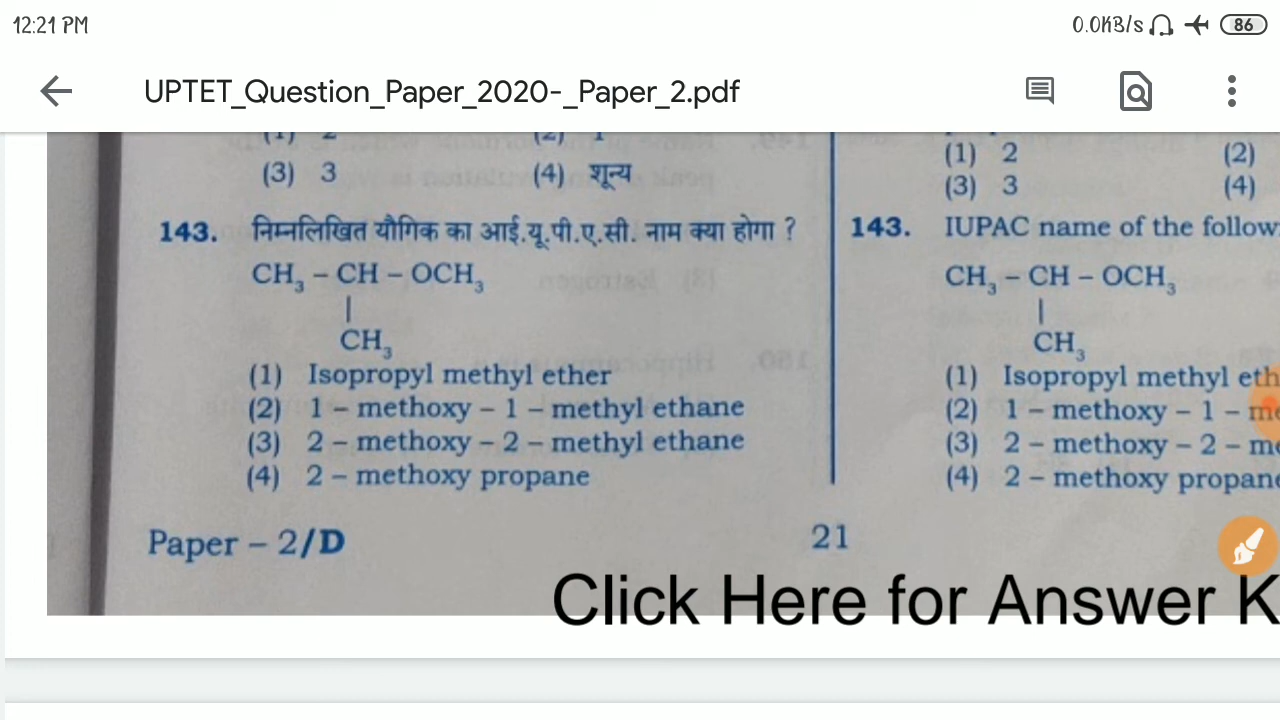 12:21 PM
0.0KB/s 86
UPTET_Question_Paper_2020-_Paper_2.pdf
(1) 2 (2) 1
(3) 3 (4) शून्य
143. निम्नलिखित यौगिक का आई.यू.पी.ए.सी. नाम क्या होगा ?
CH₃ – CH – OCH₃
|
CH₃
(1) Isopropyl methyl ether
(2) 1 – methoxy – 1 – methyl ethane
(3) 2 – methoxy – 2 – methyl ethane
(4) 2 – methoxy propane
Paper – 2/D
21
(1) 2 (2)
(3) 3 (4)
143. IUPAC name of the follow
CH₃ – CH – OCH₃
|
CH₃
(1) Isopropyl methyl eth
(2) 1 – methoxy – 1 – m
(3) 2 – methoxy – 2 – m
(4) 2 – methoxy propan
Click Here for Answer K